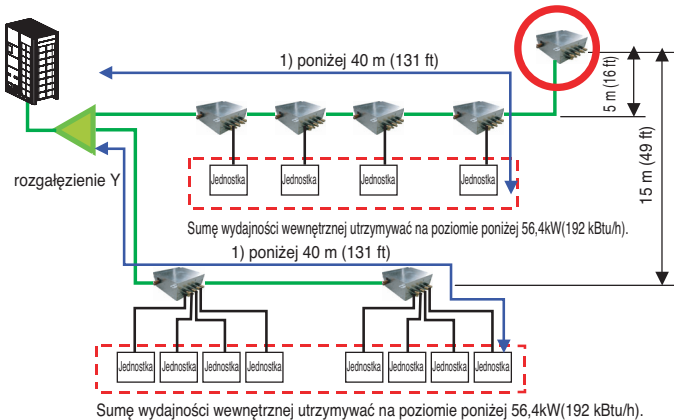 1) poniżej 40 m (131 ft)
5 m (16 ft)
15 m (49 ft)
rozgałęzienie Y
Jednostka
Jednostka
Jednostka
Jednostka
Sumę wydajności wewnętrznej utrzymywać na poziomie poniżej 56,4kW(192 kBtu/h).
1) poniżej 40 m (131 ft)
Jednostka
Jednostka
Jednostka
Jednostka
Jednostka
Jednostka
Jednostka
Jednostka
Sumę wydajności wewnętrznej utrzymywać na poziomie poniżej 56,4kW(192 kBtu/h).